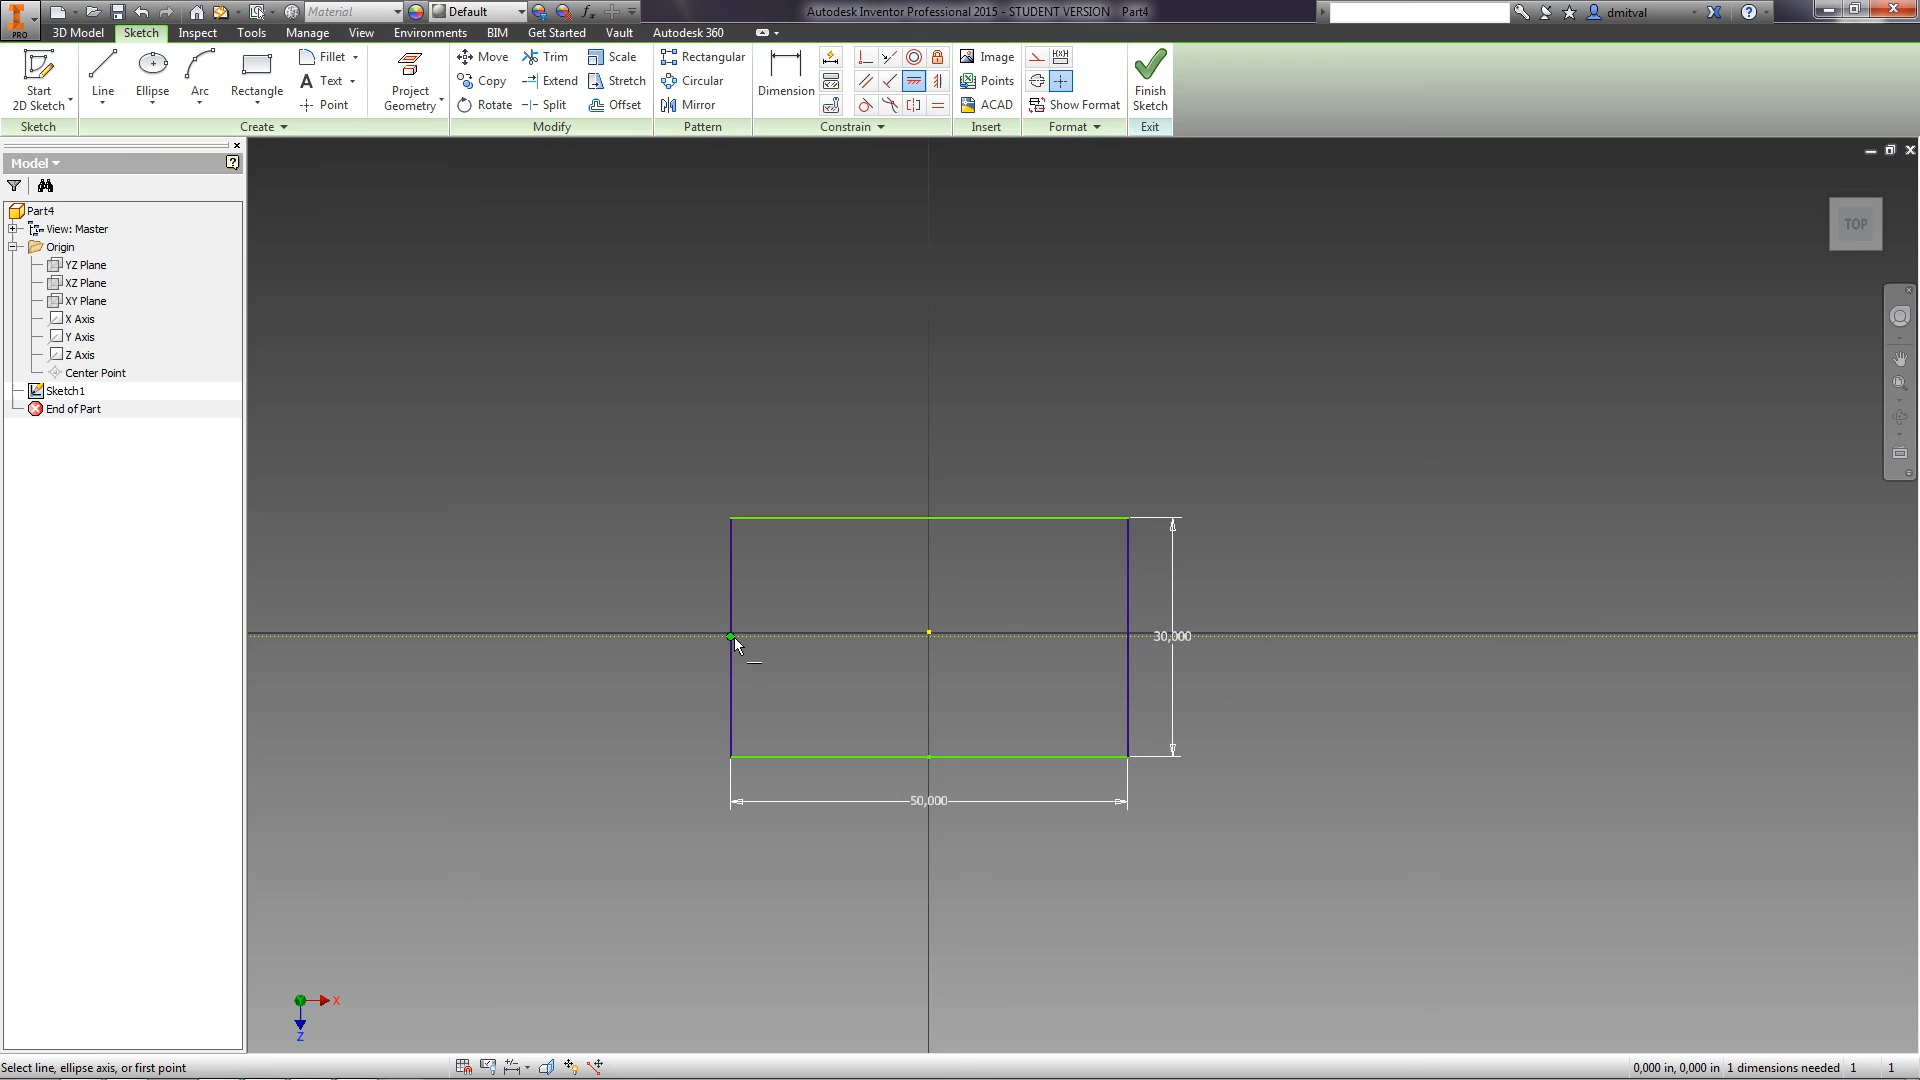 Material
Default
Autodesk Inventor Professional 2015 - STUDENT VERSION Part4
dmitval
PRO
3D Model Sketch Inspect Tools Manage View Environments BIM Get Started Vault Autodesk 360
Start
2D Sketch
Line
Ellipse
Arc
Rectangle
Fillet
Text
Point
Project
Geometry
Move
Copy
Rotate
Trim
Extend
Split
Scale
Stretch
Offset
Rectangular
Circular
Mirror
Dimension
Image
Points
ACAD
Show Format
Finish
Sketch
Sketch Create Modify Pattern Constrain Insert Format Exit
Model
Part4
View: Master
Origin
YZ Plane
XZ Plane
XY Plane
X Axis
Y Axis
Z Axis
Center Point
Sketch1
End of Part
TOP
30,000
50,000
X
Z
Select line, ellipse axis, or first point
0,000 in, 0,000 in 1 dimensions needed 1 1